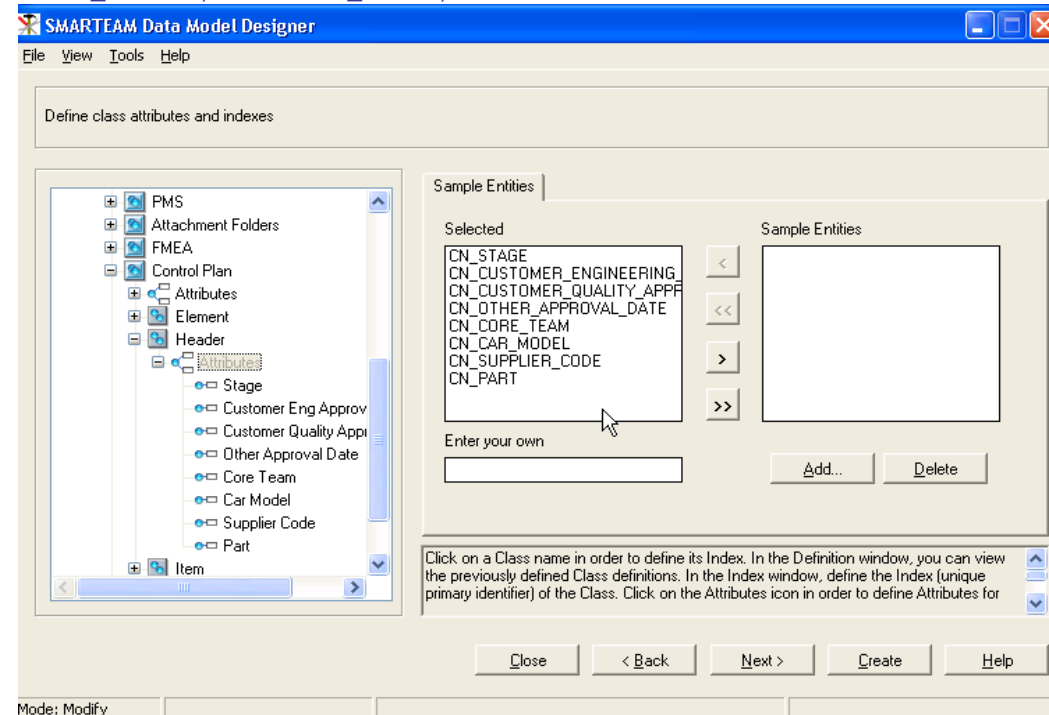 SMARTEAM Data Model Designer
File View Tools Help
Define class attributes and indexes
PMS
Attachment Folders
FMEA
Control Plan
Attributes
Element
Header
Attributes
Stage
Customer Eng Approv
Customer Quality Appr
Other Approval Date
Core Team
Car Model
Supplier Code
Part
Item
Sample Entities
Selected
CN_STAGE
CN_CUSTOMER_ENGINEERING_
CN_CUSTOMER_QUALITY_APPR
CN_OTHER_APPROVAL_DATE
CN_CORE_TEAM
CN_CAR_MODEL
CN_SUPPLIER_CODE
CN_PART
<
<<
>
>>
Sample Entities
Enter your own
Add... Delete
Click on a Class name in order to define its Index. In the Definition window, you can view
the previously defined Class definitions. In the Index window, define the Index (unique
primary identifier) of the Class. Click on the Attributes icon in order to define Attributes for
Close < Back Next > Create Help
Mode: Modify